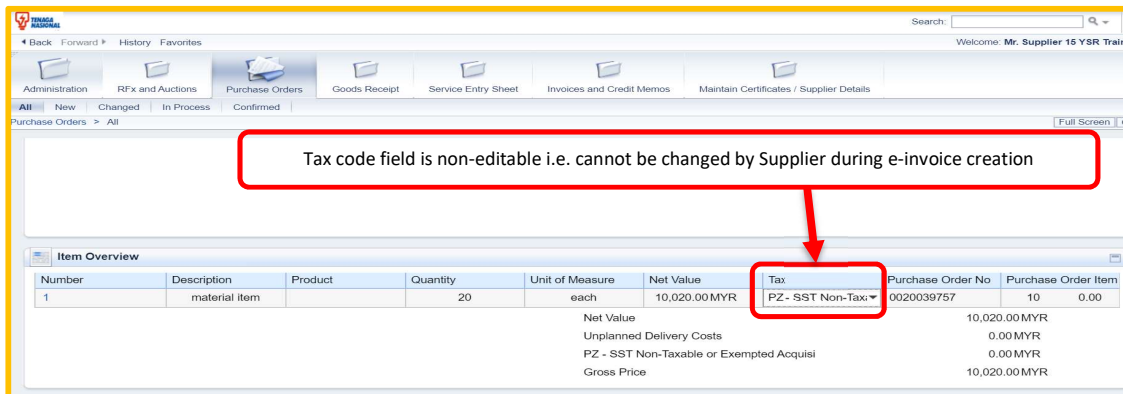 TENAGA
NASIONAL
Search:
Back Forward History Favorites Welcome: Mr. Supplier 15 YSR
Administration RFx and Auctions Purchase Orders Goods Receipt Service Entry Sheet Invoices and Credit Memos Maintain Certificates / Supplier Details
All New Changed In Process Confirmed
Purchase Orders > All Full Screen
Tax code field is non-editable i.e. cannot be changed by Supplier during e-invoice creation
Item Overview
Number Description Product Quantity Unit of Measure Net Value Tax Purchase Order No Purchase Order Item
1 material item 20 each 10,020.00 MYR PZ - SST Non-Tax 0020039757 10 0.00
Net Value 10,020.00 MYR
Unplanned Delivery Costs 0.00 MYR
PZ - SST Non-Taxable or Exempted Acquisi 0.00 MYR
Gross Price 10,020.00 MYR